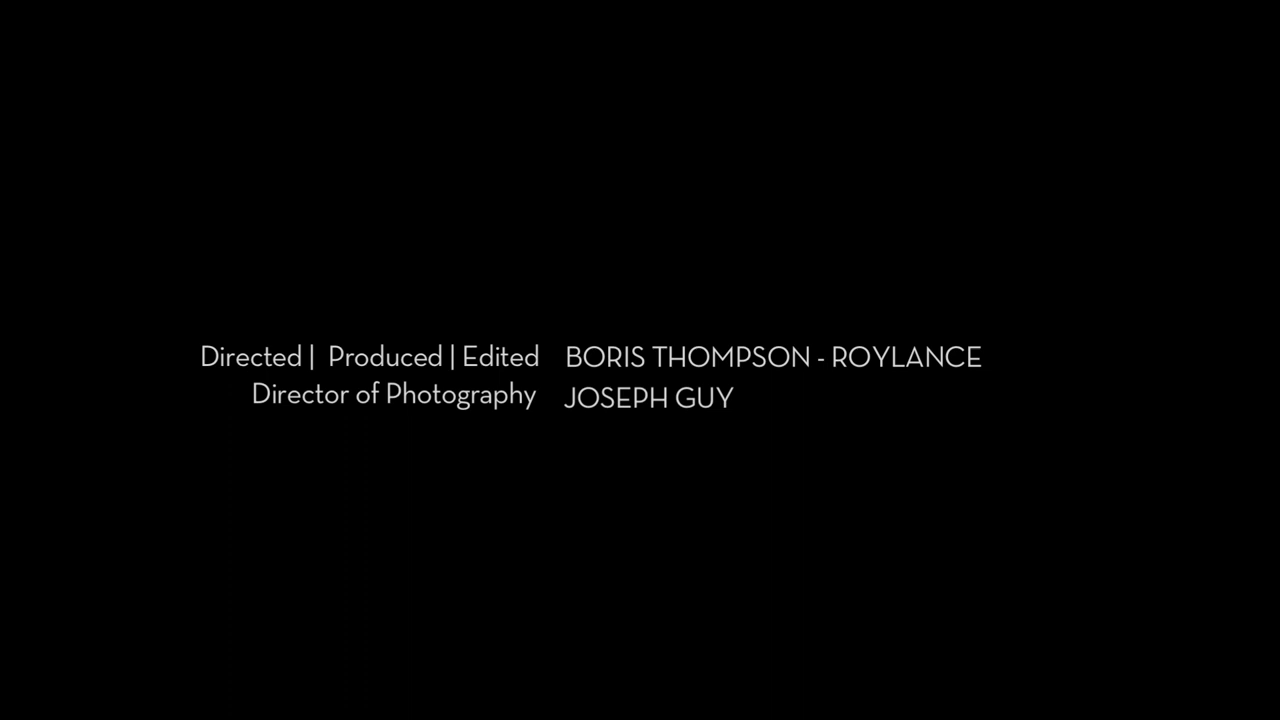 Directed |  Produced | Edited BORIS THOMPSON - ROYLANCE
Director of Photography JOSEPH GUY